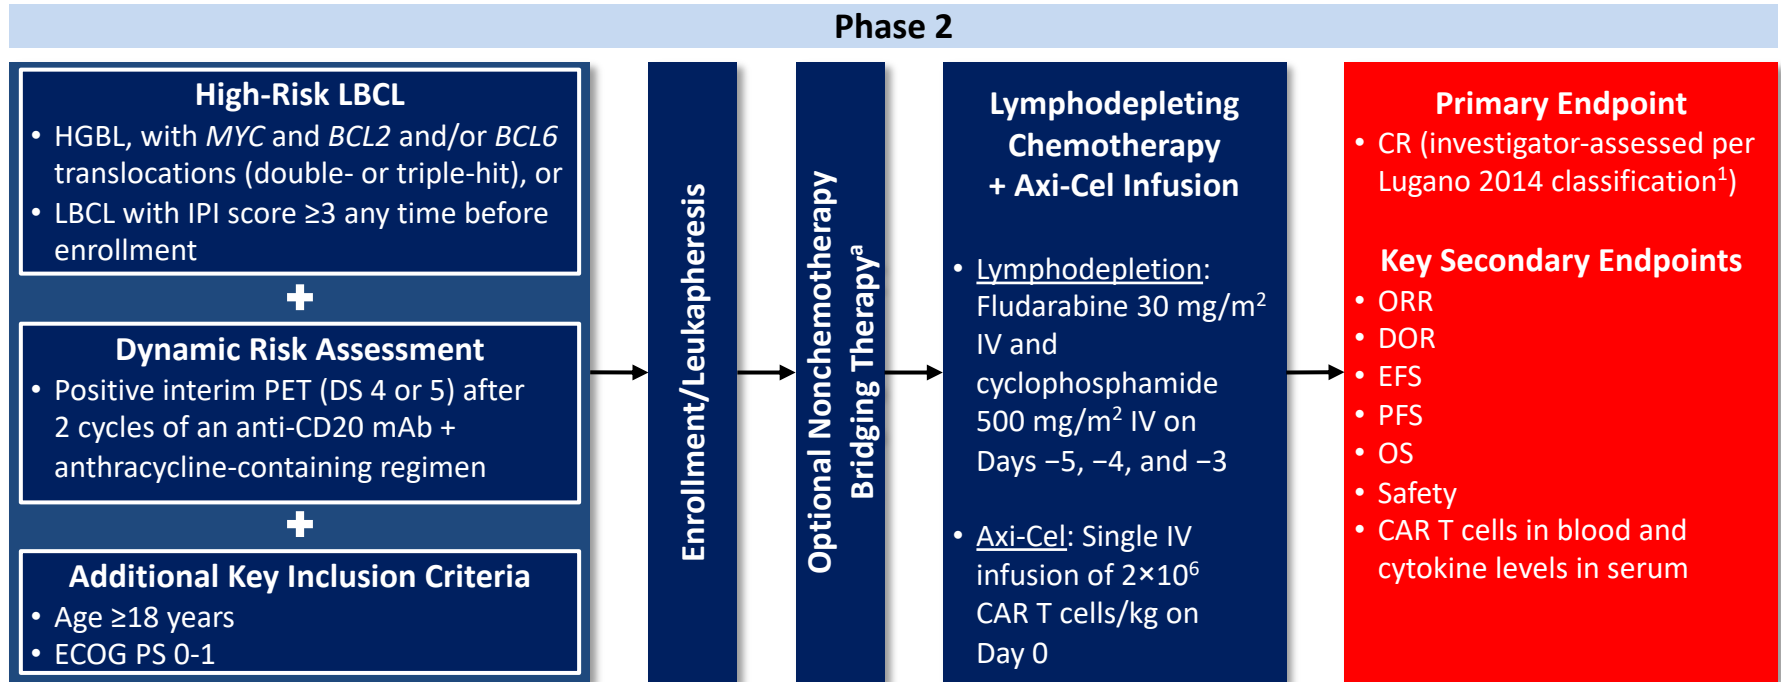 Phase 2
High-Risk LBCL
• HGBL, with MYC and BCL2 and/or BCL6
translocations (double- or triple-hit), or
• LBCL with IPI score ≥3 any time before
enrollment
+
Dynamic Risk Assessment
• Positive interim PET (DS 4 or 5) after
2 cycles of an anti-CD20 mAb +
anthracycline-containing regimen
+
Additional Key Inclusion Criteria
• Age ≥18 years
• ECOG PS 0-1
Enrollment/Leukapheresis
Optional Nonchemotherapy
Bridging Therapyᵃ
Lymphodepleting
Chemotherapy
+ Axi-Cel Infusion
• Lymphodepletion:
Fludarabine 30 mg/m²
IV and
cyclophosphamide
500 mg/m² IV on
Days −5, −4, and −3
• Axi-Cel: Single IV
infusion of 2×10⁶
CAR T cells/kg on
Day 0
Primary Endpoint
• CR (investigator-assessed per
Lugano 2014 classification¹)
Key Secondary Endpoints
• ORR
• DOR
• EFS
• PFS
• OS
• Safety
• CAR T cells in blood and
cytokine levels in serum